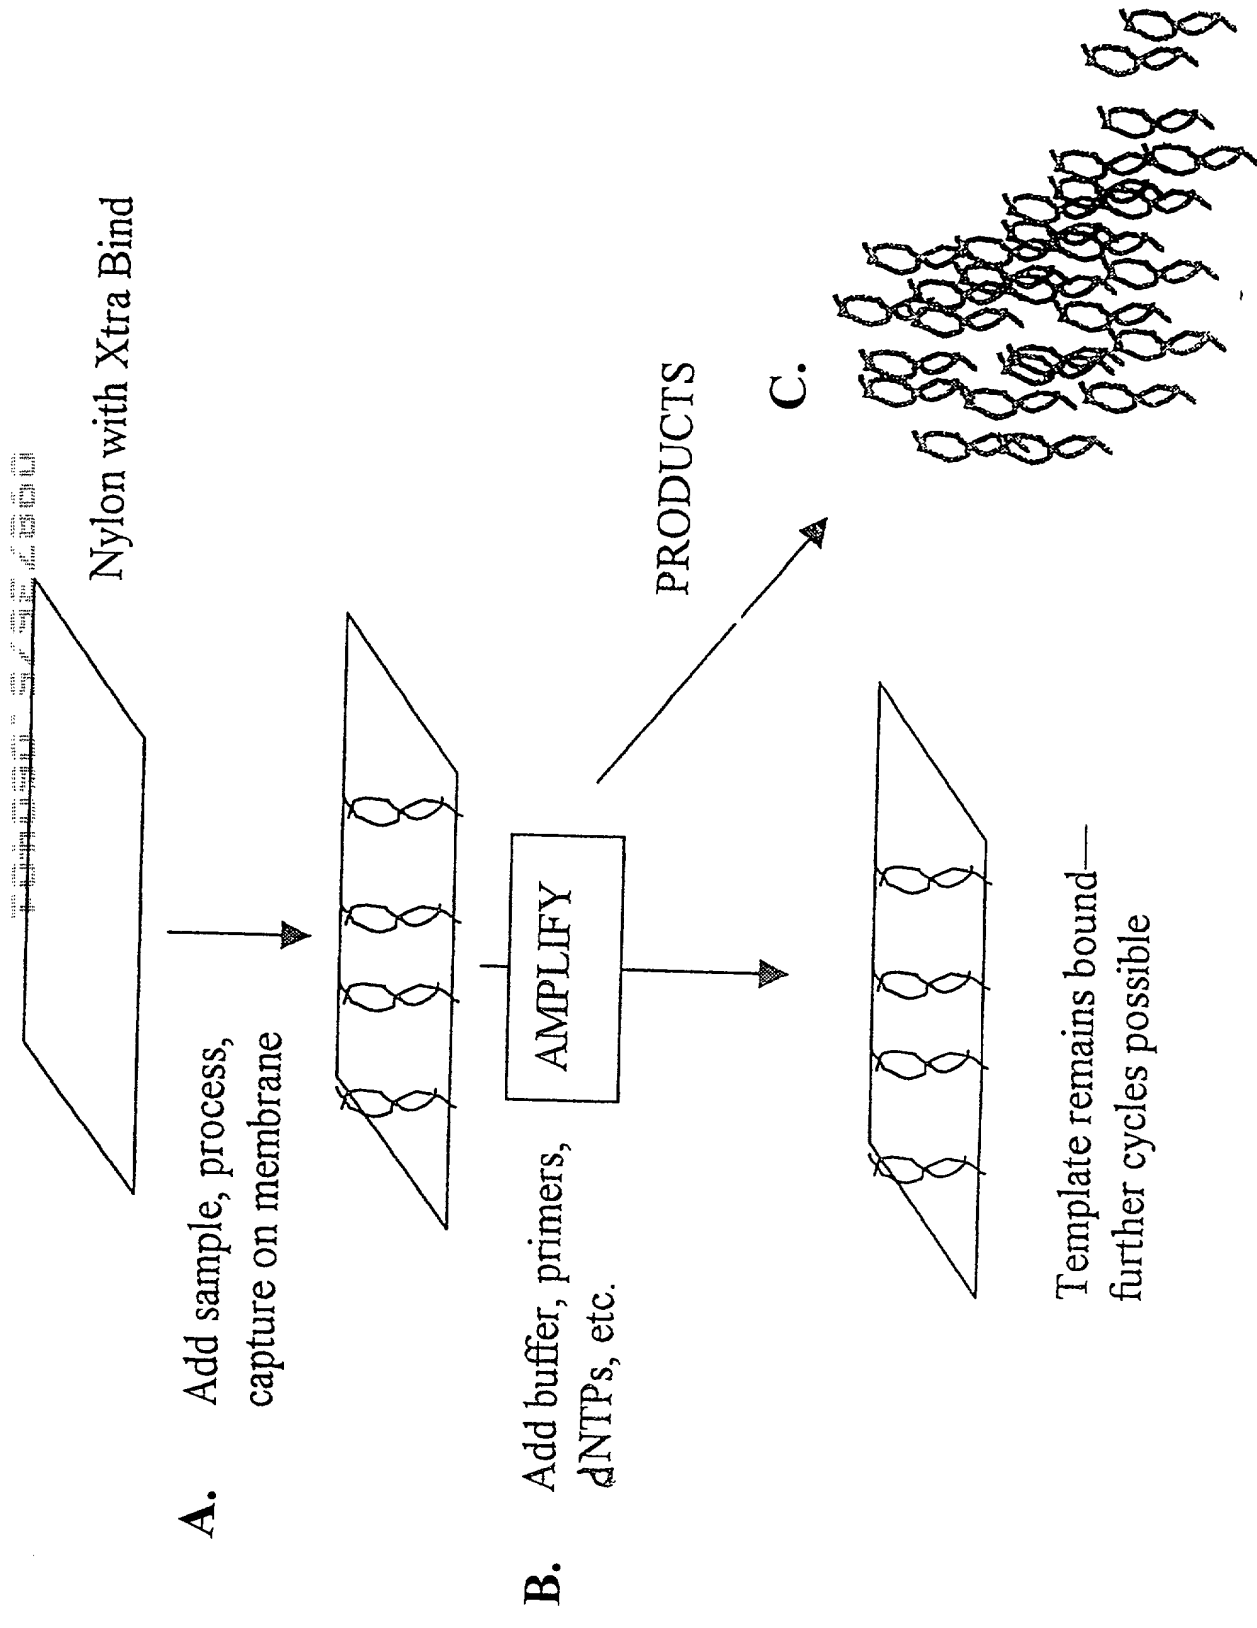 Nylon with Xtra Bind
A. Add sample, process,
capture on membrane
B. Add buffer, primers,
dNTPs, etc.
AMPLIFY
PRODUCTS
C.
Template remains bound—
further cycles possible